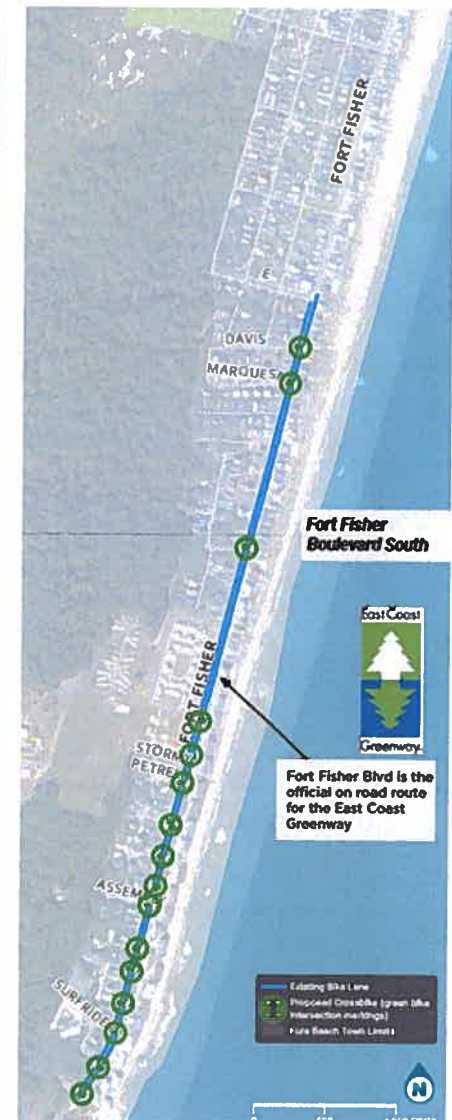 FORT FISHER
E
DAVIS
MARQUES
Fort Fisher
Boulevard South
East Coast
Greenway
FORT FISHER
STORM
PETRE
Fort Fisher Blvd is the
official on road route
for the East Coast
Greenway
ASSEM
SURFRIDE
Existing Bike Lane
Proposed Crossbike (green bike
intersection markings)
Kure Beach Town Limits
N
0